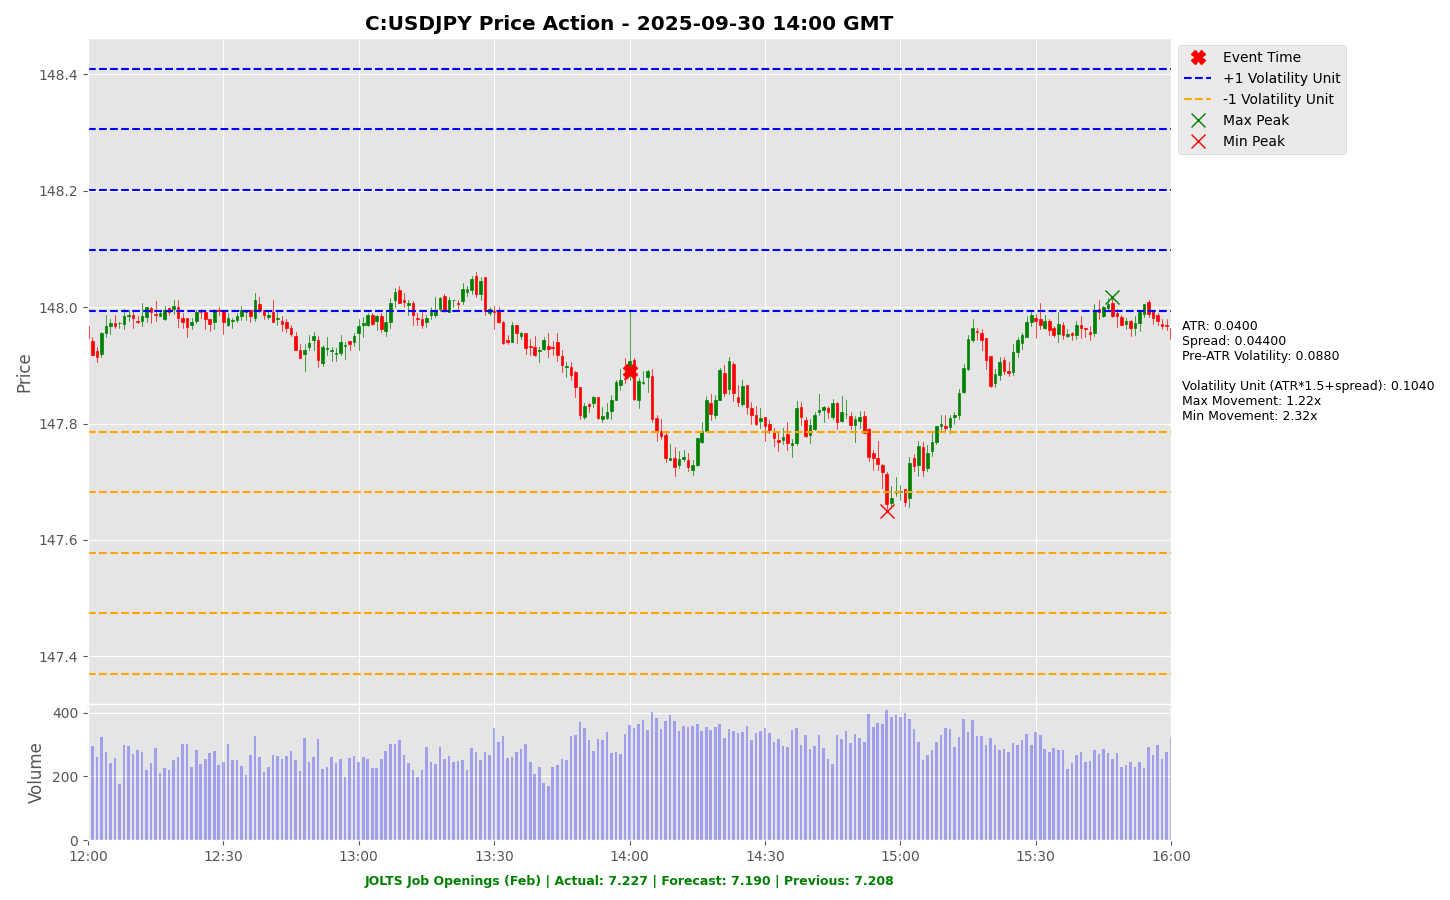 C:USDJPY Price Action - 2025-09-30 14:00 GMT
Event Time
+1 Volatility Unit
-1 Volatility Unit
Max Peak
Min Peak
148.4
148.2
148.0
147.8
147.6
147.4
Price
ATR: 0.0400
Spread: 0.04400
Pre-ATR Volatility: 0.0880
Volatility Unit (ATR*1.5+spread): 0.1040
Max Movement: 1.22x
Min Movement: 2.32x
400
200
0
Volume
12:00 12:30 13:00 13:30 14:00 14:30 15:00 15:30 16:00
JOLTS Job Openings (Feb) | Actual: 7.227 | Forecast: 7.190 | Previous: 7.208